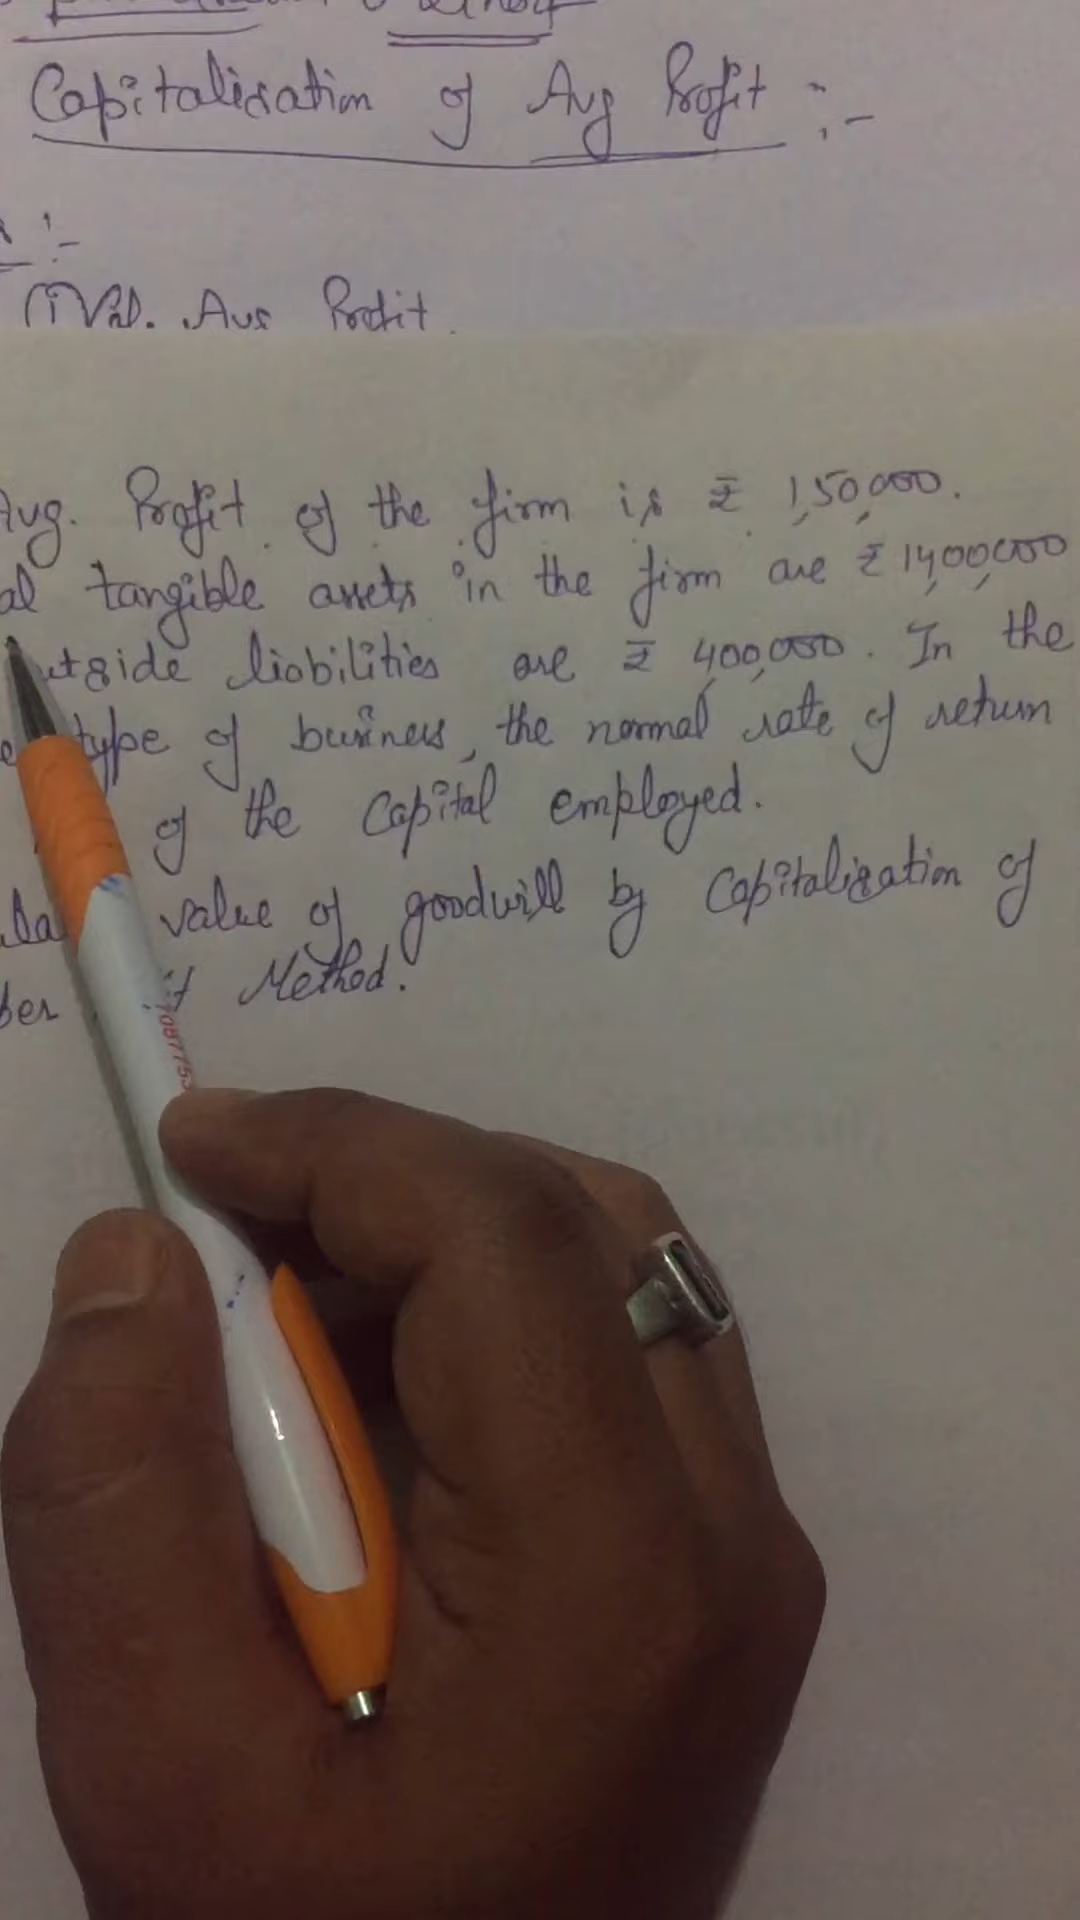 Capitalisation of Avg Profit :-
:-
Avg Profit
Avg. Profit of the firm is ₹ 1,50,000.
tangible assets in the firm are ₹ 14,00,000
liabilities are ₹ 4,00,000. In the
type of business, the normal rate of return
of the capital employed.
value of goodwill by Capitalization of
Method.